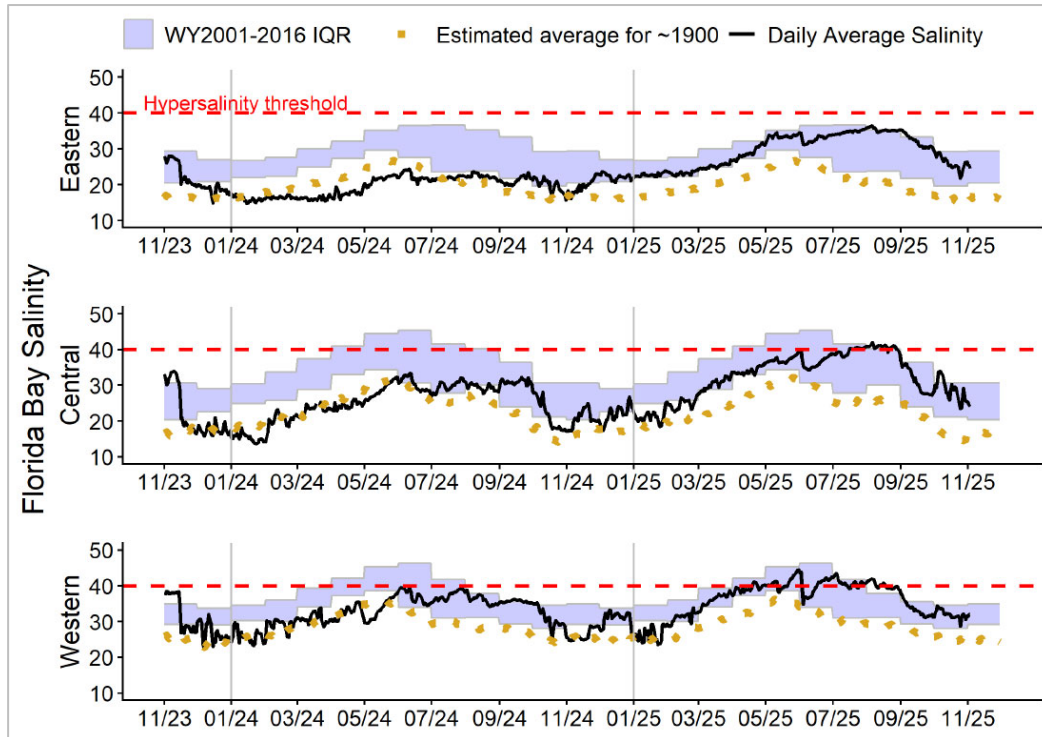 WY2001-2016 IQR Estimated average for ~1900 Daily Average Salinity
Florida Bay Salinity
Eastern
50
40
30
20
10
Hypersalinity threshold
11/23 01/24 03/24 05/24 07/24 09/24 11/24 01/25 03/25 05/25 07/25 09/25 11/25
Central
50
40
30
20
10
11/23 01/24 03/24 05/24 07/24 09/24 11/24 01/25 03/25 05/25 07/25 09/25 11/25
Western
50
40
30
20
10
11/23 01/24 03/24 05/24 07/24 09/24 11/24 01/25 03/25 05/25 07/25 09/25 11/25